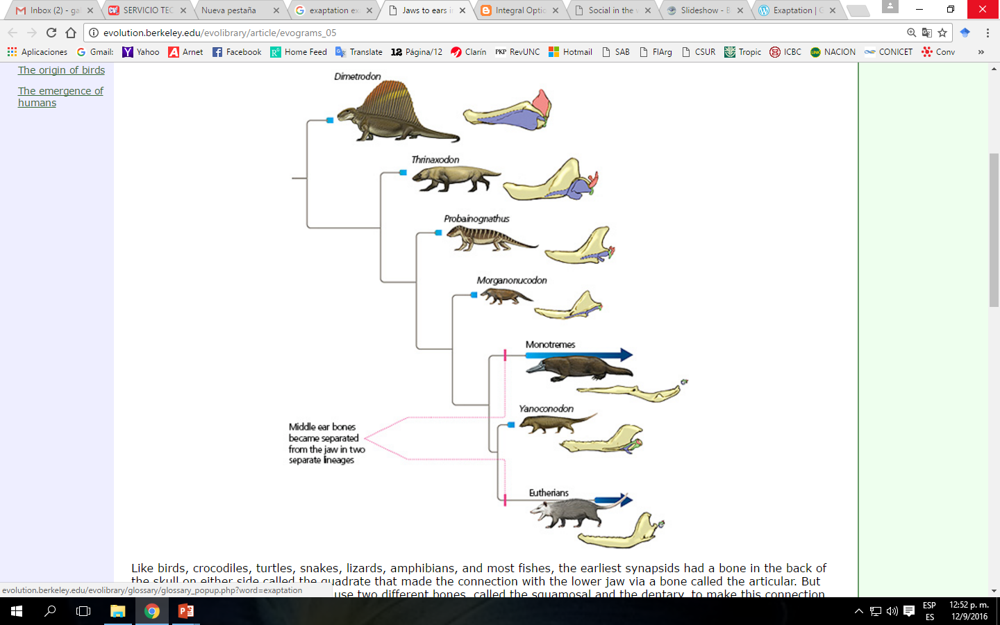 Inbox (2) - ga
SERVICIO TEC
Nueva pestaña
exaptation ex
Jaws to ears i
Integral Optio
Social in the
Slideshow - B
Exaptation | G
evolution.berkeley.edu/evolibrary/article/evograms_05
Aplicaciones
Gmail:
Yahoo
Arnet
Facebook
Home Feed
Translate
12 Página/12
Clarín
PKP RevUNC
Hotmail
SAB
FIArg
CSUR
Tropic
ICBC
NACION
CONICET
Conv
»
The origin of birds
The emergence of
humans
Dimetrodon
Thrinaxodon
Probainognathus
Morganonucodon
Monotremes
Yanoconodon
Middle ear bones
became separated
from the jaw in two
separate lineages
Eutherians
Like birds, crocodiles, turtles, snakes, lizards, amphibians, and most fishes, the earliest synapsids had a bone in the back of
the skull on either side called the quadrate that made the connection with the lower jaw via a bone called the articular. But
use two different bones, called the squamosal and the dentary, to make this connection
evolution.berkeley.edu/evolibrary/glossary/glossary_popup.php?word=exaptation
ESP
ES
12:52 p. m.
12/9/2016